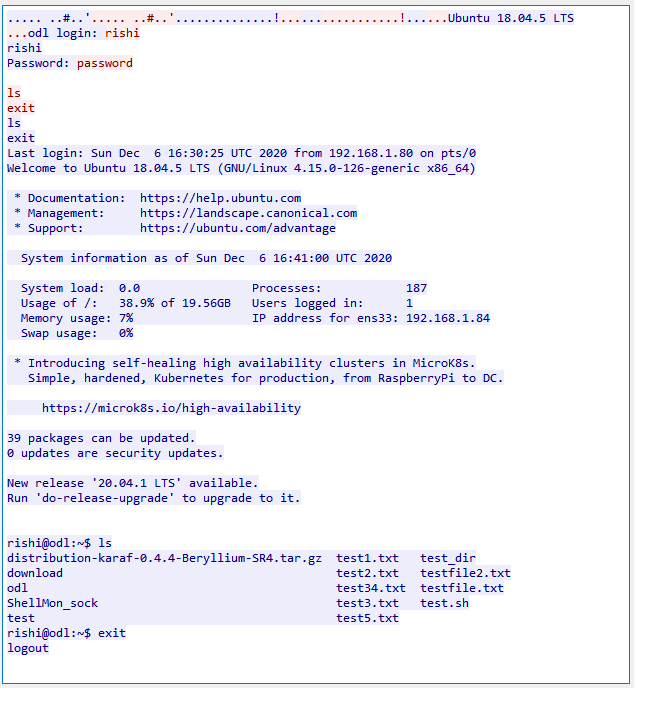 ..... ..#..'..... ..#..'..............!.................!......Ubuntu 18.04.5 LTS
...odl login: rishi
rishi
Password: password
ls
exit
ls
exit
Last login: Sun Dec  6 16:30:25 UTC 2020 from 192.168.1.80 on pts/0
Welcome to Ubuntu 18.04.5 LTS (GNU/Linux 4.15.0-126-generic x86_64)
* Documentation:  https://help.ubuntu.com
* Management:     https://landscape.canonical.com
* Support:        https://ubuntu.com/advantage
System information as of Sun Dec  6 16:41:00 UTC 2020
System load:  0.0                Processes:            187
Usage of /:   38.9% of 19.56GB   Users logged in:      1
Memory usage: 7%                 IP address for ens33: 192.168.1.84
Swap usage:   0%
* Introducing self-healing high availability clusters in MicroK8s.
Simple, hardened, Kubernetes for production, from RaspberryPi to DC.
https://microk8s.io/high-availability
39 packages can be updated.
0 updates are security updates.
New release '20.04.1 LTS' available.
Run 'do-release-upgrade' to upgrade to it.
rishi@odl:~$ ls
distribution-karaf-0.4.4-Beryllium-SR4.tar.gz  test1.txt   test_dir
download                                       test2.txt   testfile2.txt
odl                                            test34.txt  testfile.txt
ShellMon_sock                                  test3.txt   test.sh
test                                           test5.txt
rishi@odl:~$ exit
logout